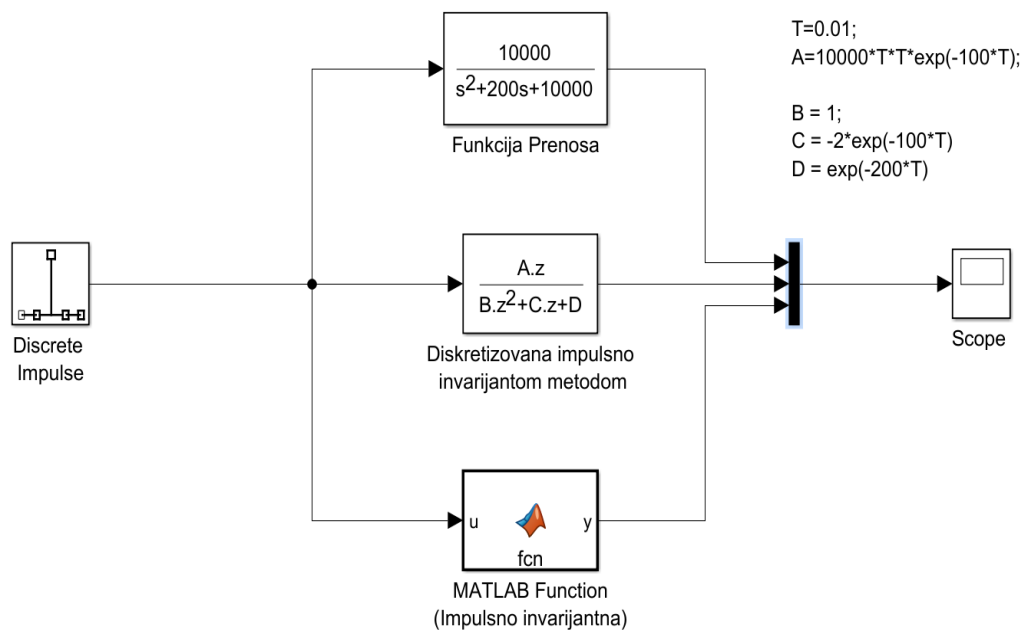 T=0.01;
A=10000*T*T*exp(-100*T);
B = 1;
C = -2*exp(-100*T)
D = exp(-200*T)
10000
s²+200s+10000
Funkcija Prenosa
A.z
B.z²+C.z+D
Diskretizovana impulsno
invarijantom metodom
Discrete
Impulse
Scope
u
y
fcn
MATLAB Function
(Impulsno invarijantna)